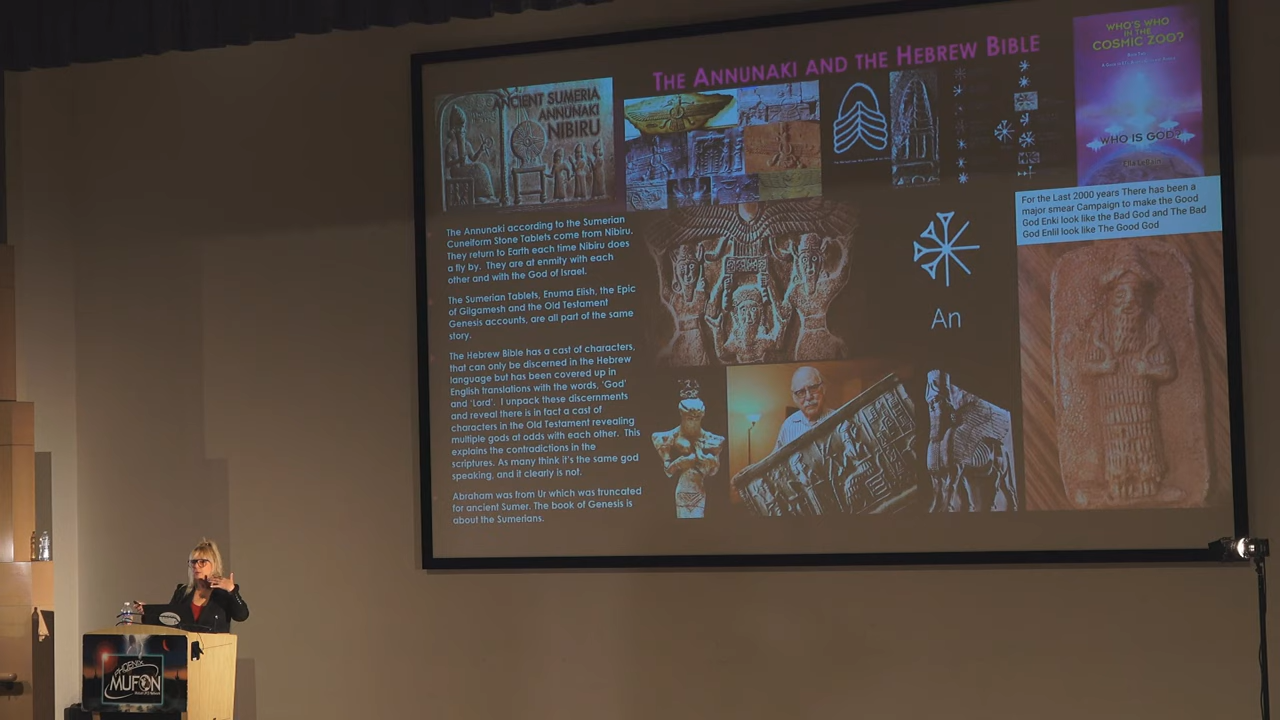 THE ANNUNAKI AND THE HEBREW BIBLE
ANCIENT SUMERIA
ANNUNAKI
NIBIRU
WHO'S WHO
IN THE
COSMIC ZOO?
WHO IS GOD?
Ella LeBain
For the Last 2000 years There has been a
major smear Campaign to make the Good
God Enki look like the Bad God and The Bad
God Enlil look like The Good God
The Annunaki according to the Sumerian
Cuneiform Stone Tablets come from Nibiru.
They return to Earth each time Nibiru does
a fly by. They are at enmity with each
other and with the God of Israel.
The Sumerian Tablets, Enuma Elish, the Epic
of Gilgamesh and the Old Testament
Genesis accounts, are all part of the same
story.
The Hebrew Bible has a cast of characters,
that can only be discerned in the Hebrew
language but has been covered up in
English translations with the words, 'God'
and 'Lord'. I unpack these discernments
and reveal there is in fact a cast of
characters in the Old Testament revealing
multiple gods at odds with each other. This
explains the contradictions in the
scriptures. As many think it's the same god
speaking, and it clearly is not.
Abraham was from Ur which was truncated
for ancient Sumer. The book of Genesis is
about the Sumerians.
An
PHOENIX
MUFON